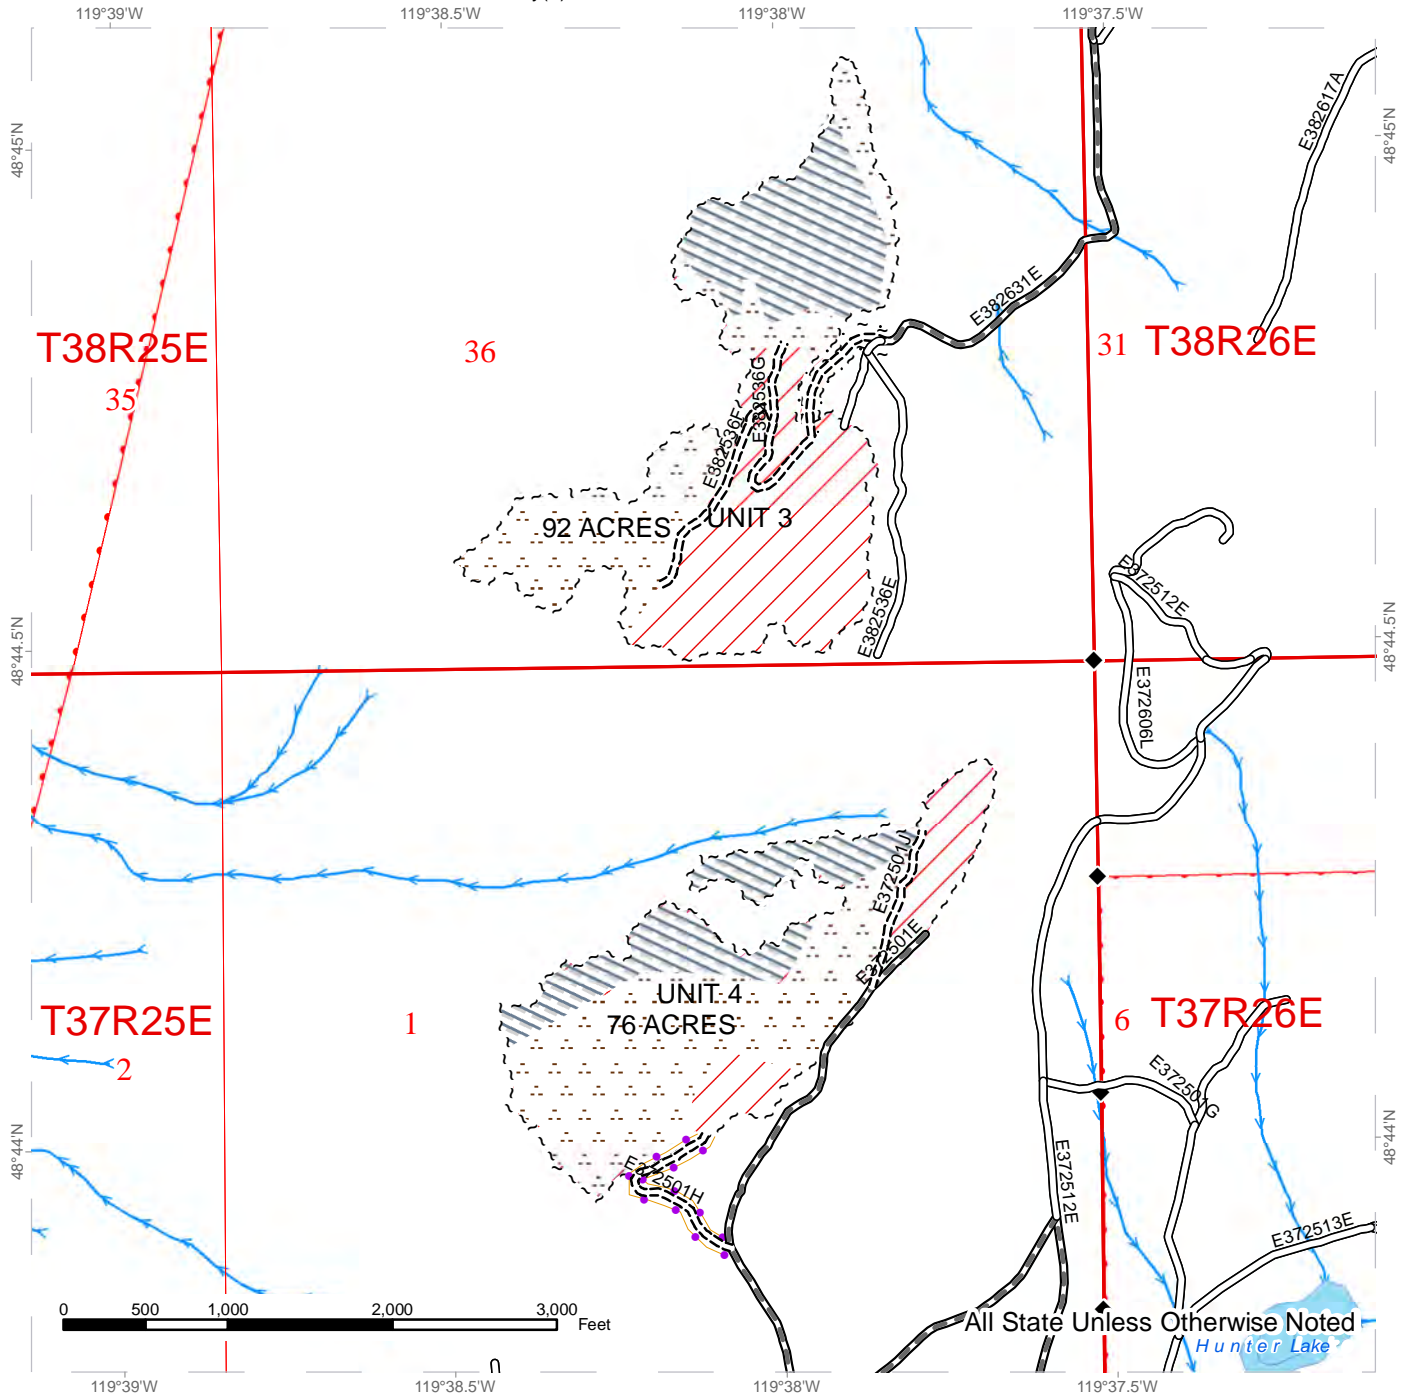 119°39'W 119°38.5'W 119°38'W 119°37.5'W
48°45'N
48°45'N
E382617A
E382631E
T38R25E
36
31 T38R26E
35
E382536G
E382536F
92 ACRES
UNIT 3
E372512E
E382536E
48°44.5'N
48°44.5'N
E372606L
E372501J
E372501E
UNIT 4
76 ACRES
T37R25E
1
6 T37R26E
2
E372501G
48°44'N
48°44'N
E372501H
E372512E
E372513E
0 500 1,000 2,000 3,000
Feet
All State Unless Otherwise Noted
Hunter Lake
119°39'W 119°38.5'W 119°38'W 119°37.5'W